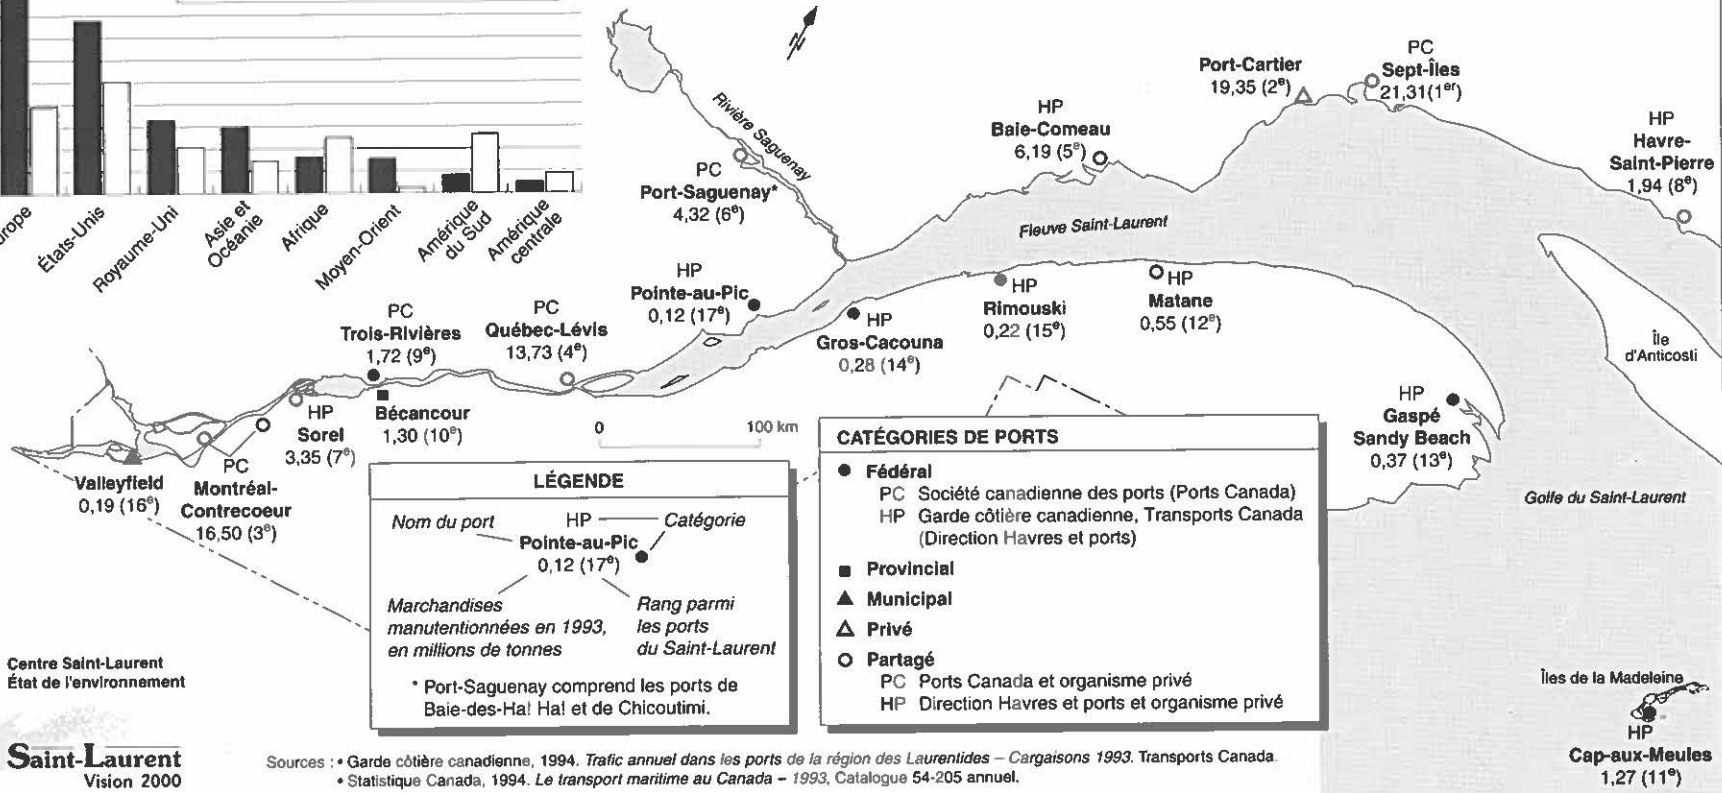 États-Unis
Royaume-Uni
Asie et
Océanie
Afrique
Moyen-Orient
Amérique
du Sud
Amérique
centrale
Rivière Saguenay
PC
Port-Saguenay*
4,32 (6e)
HP
Baie-Comeau
6,19 (5e)
Port-Cartier
19,35 (2e)
PC
Sept-Îles
21,31(1er)
HP
Havre-
Saint-Pierre
1,94 (8e)
Fleuve Saint-Laurent
HP
Pointe-au-Pic
0,12 (17e)
HP
Gros-Cacouna
0,28 (14e)
HP
Rimouski
0,22 (15e)
HP
Matane
0,55 (12e)
Île
d'Anticosti
PC
Trois-Rivières
1,72 (9e)
PC
Québec-Lévis
13,73 (4e)
Bécancour
1,30 (10e)
HP
Sorel
3,35 (7e)
Valleyfield
0,19 (16e)
PC
Montréal-
Contrecoeur
16,50 (3e)
0 100 km
HP
Gaspé
Sandy Beach
0,37 (13e)
Golfe du Saint-Laurent
LÉGENDE
Nom du port
HP
Catégorie
Pointe-au-Pic
0,12 (17e)
Marchandises
manutentionnées en 1993,
en millions de tonnes
Rang parmi
les ports
du Saint-Laurent
* Port-Saguenay comprend les ports de
Baie-des-Ha! Ha! et de Chicoutimi.
CATÉGORIES DE PORTS
Fédéral
PC Société canadienne des ports (Ports Canada)
HP Garde côtière canadienne, Transports Canada
(Direction Havres et ports)
Provincial
Municipal
Privé
Partagé
PC Ports Canada et organisme privé
HP Direction Havres et ports et organisme privé
Îles de la Madeleine
HP
Cap-aux-Meules
1,27 (11e)
Centre Saint-Laurent
État de l'environnement
Saint-Laurent
Vision 2000
Sources : • Garde côtière canadienne, 1994. Trafic annuel dans les ports de la région des Laurentides – Cargaisons 1993. Transports Canada.
• Statistique Canada, 1994. Le transport maritime au Canada – 1993, Catalogue 54-205 annuel.